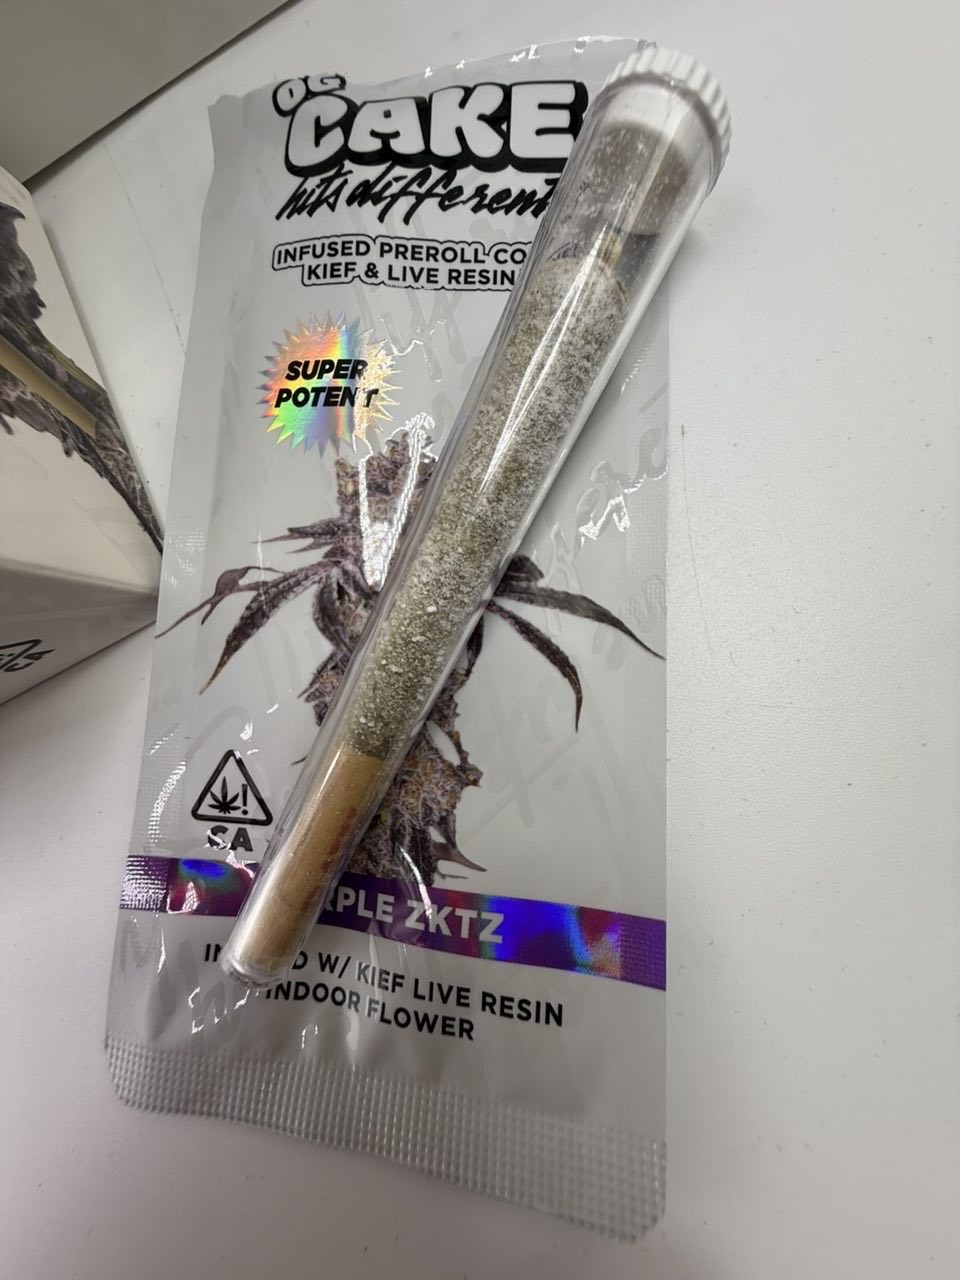 OG
CAKE
hits different
INFUSED PREROLL CO
KIEF & LIVE RESIN
SUPER
POTENT
CA
RPLE ZKTZ
IN D W/ KIEF LIVE RESIN
INDOOR FLOWER